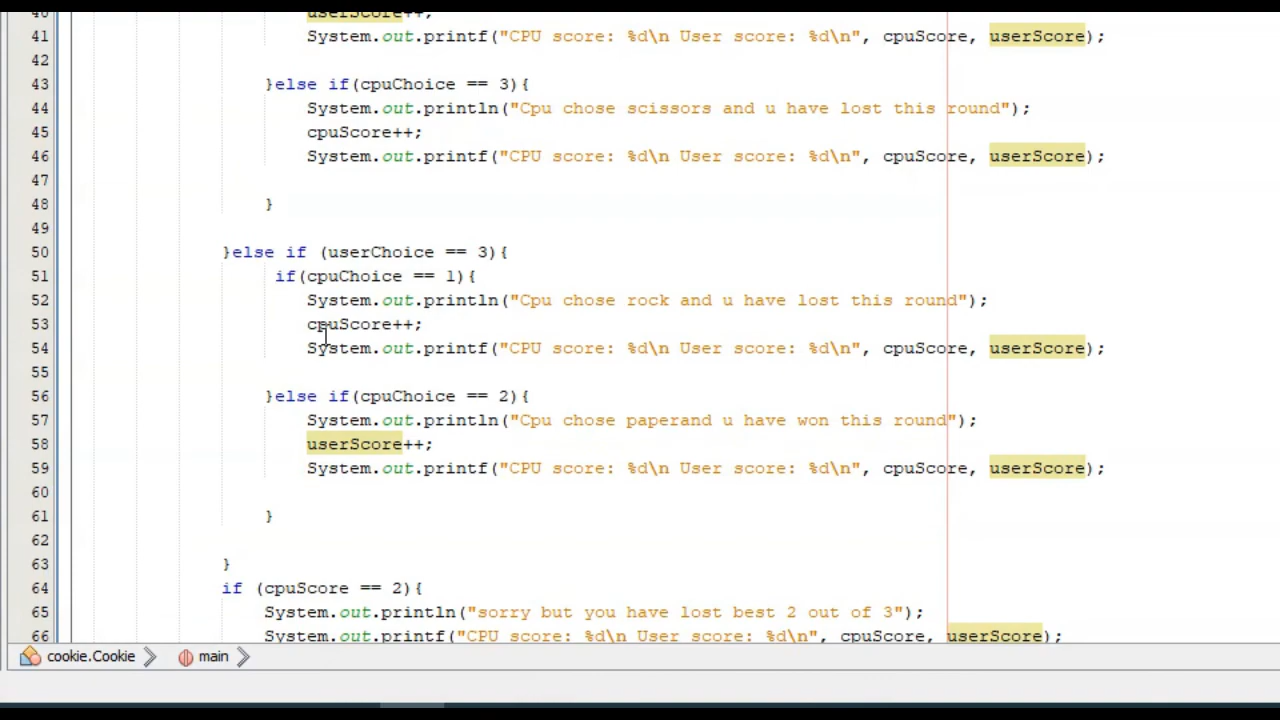 40 userScore++;
41 System.out.printf("CPU score: %d\n User score: %d\n", cpuScore, userScore);
42
43 }else if(cpuChoice == 3){
44 System.out.println("Cpu chose scissors and u have lost this round");
45 cpuScore++;
46 System.out.printf("CPU score: %d\n User score: %d\n", cpuScore, userScore);
47
48 }
49
50 }else if (userChoice == 3){
51 if(cpuChoice == 1){
52 System.out.println("Cpu chose rock and u have lost this round");
53 cpuScore++;
54 System.out.printf("CPU score: %d\n User score: %d\n", cpuScore, userScore);
55
56 }else if(cpuChoice == 2){
57 System.out.println("Cpu chose paperand u have won this round");
58 userScore++;
59 System.out.printf("CPU score: %d\n User score: %d\n", cpuScore, userScore);
60
61 }
62
63 }
64 if (cpuScore == 2){
65 System.out.println("sorry but you have lost best 2 out of 3");
66 System.out.printf("CPU score: %d\n User score: %d\n", cpuScore, userScore);
cookie.Cookie main